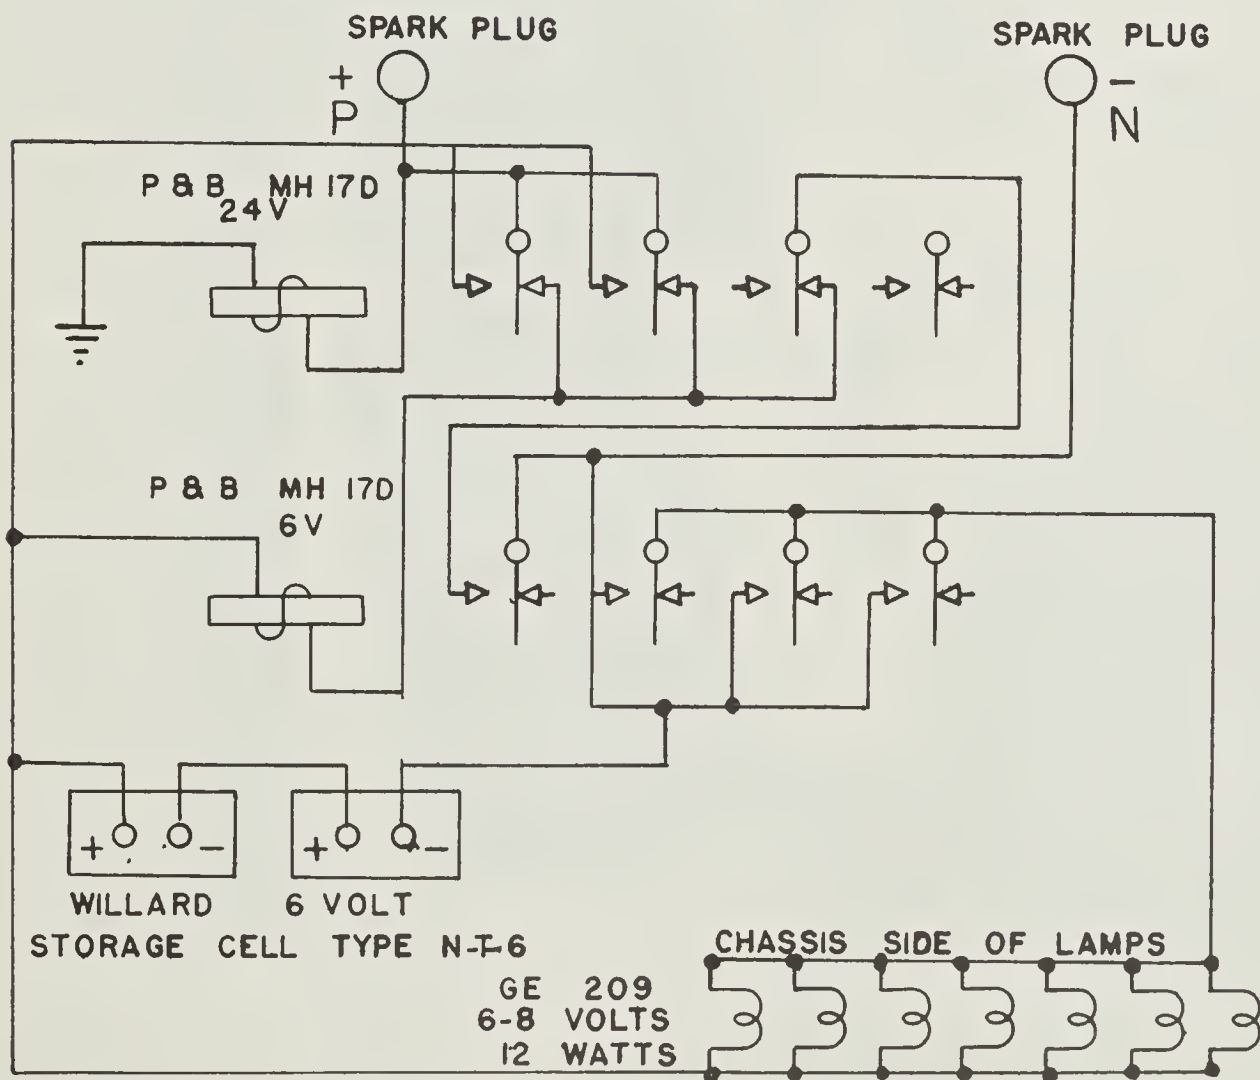 SPARK PLUG
SPARK PLUG
+
P
-
N
P & B MH 17D
24V
P & B MH 17D
6V
+ - + -
WILLARD 6 VOLT
STORAGE CELL TYPE N-T-6
CHASSIS SIDE OF LAMPS
GE 209
6-8 VOLTS
12 WATTS